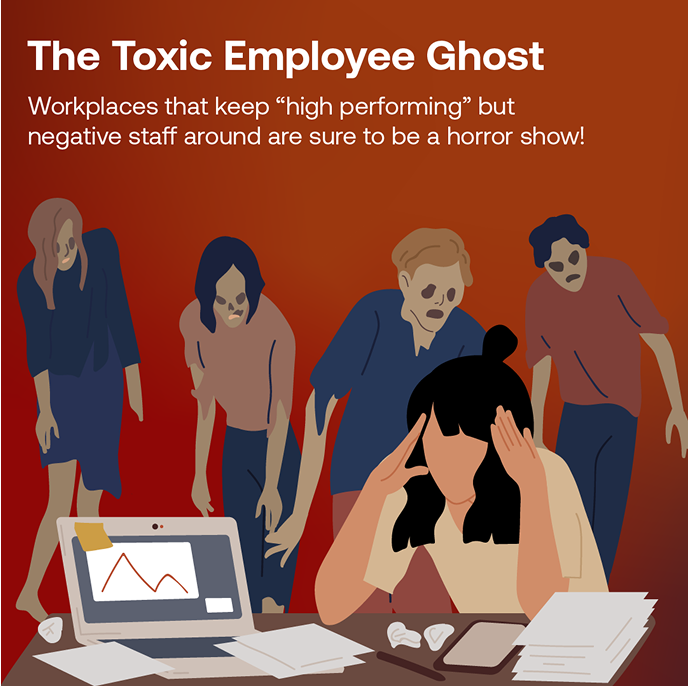 The Toxic Employee Ghost
Workplaces that keep “high performing” but
negative staff around are sure to be a horror show!